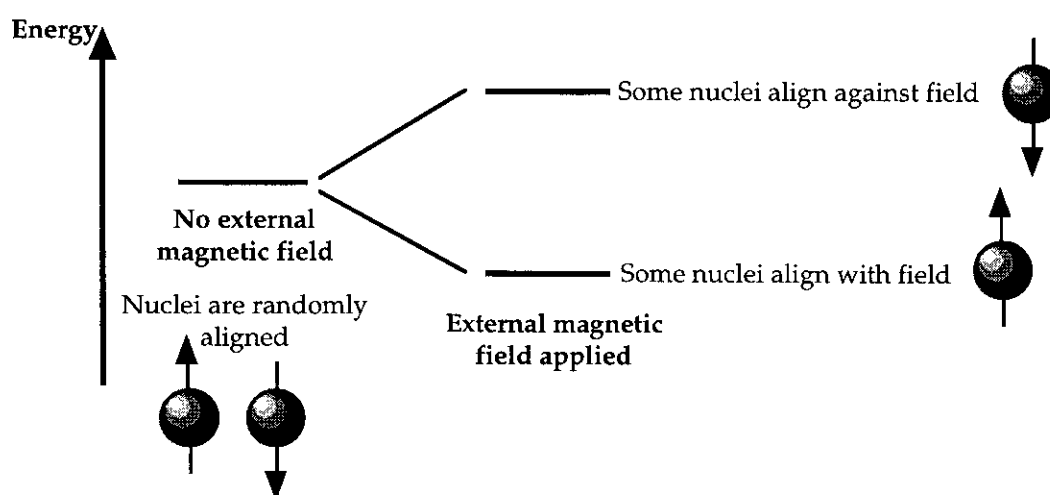 Energy
Some nuclei align against field
No external
magnetic field
Some nuclei align with field
Nuclei are randomly
aligned
External magnetic
field applied